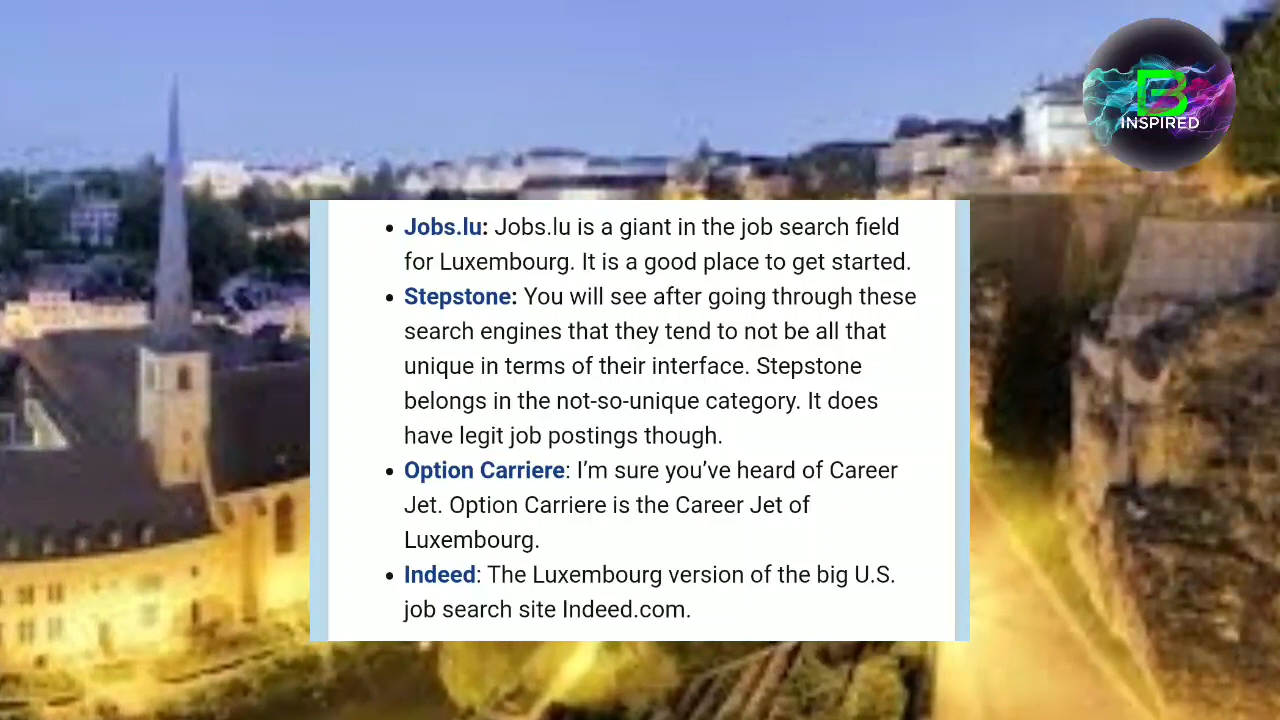 B
INSPIRED
• Jobs.lu: Jobs.lu is a giant in the job search field
for Luxembourg. It is a good place to get started.
• Stepstone: You will see after going through these
search engines that they tend to not be all that
unique in terms of their interface. Stepstone
belongs in the not-so-unique category. It does
have legit job postings though.
• Option Carriere: I’m sure you’ve heard of Career
Jet. Option Carriere is the Career Jet of
Luxembourg.
• Indeed: The Luxembourg version of the big U.S.
job search site Indeed.com.